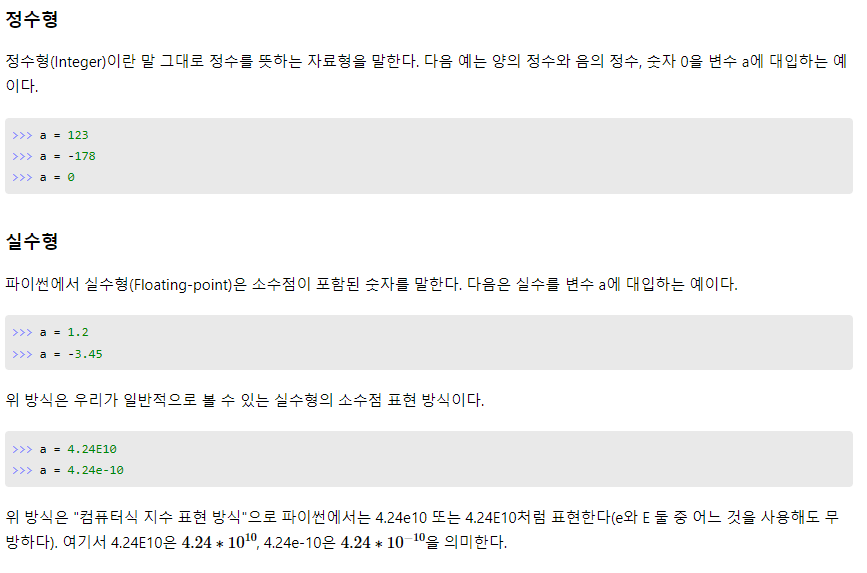 정수형
정수형(Integer)이란 말 그대로 정수를 뜻하는 자료형을 말한다. 다음 예는 양의 정수와 음의 정수, 숫자 0을 변수 a에 대입하는 예
이다.
>>> a = 123
>>> a = -178
>>> a = 0
실수형
파이썬에서 실수형(Floating-point)은 소수점이 포함된 숫자를 말한다. 다음은 실수를 변수 a에 대입하는 예이다.
>>> a = 1.2
>>> a = -3.45
위 방식은 우리가 일반적으로 볼 수 있는 실수형의 소수점 표현 방식이다.
>>> a = 4.24E10
>>> a = 4.24e-10
위 방식은 "컴퓨터식 지수 표현 방식"으로 파이썬에서는 4.24e10 또는 4.24E10처럼 표현한다(e와 E 둘 중 어느 것을 사용해도 무
방하다). 여기서 4.24E10은 4.24 ∗ 10¹⁰, 4.24e-10은 4.24 ∗ 10⁻¹⁰을 의미한다.